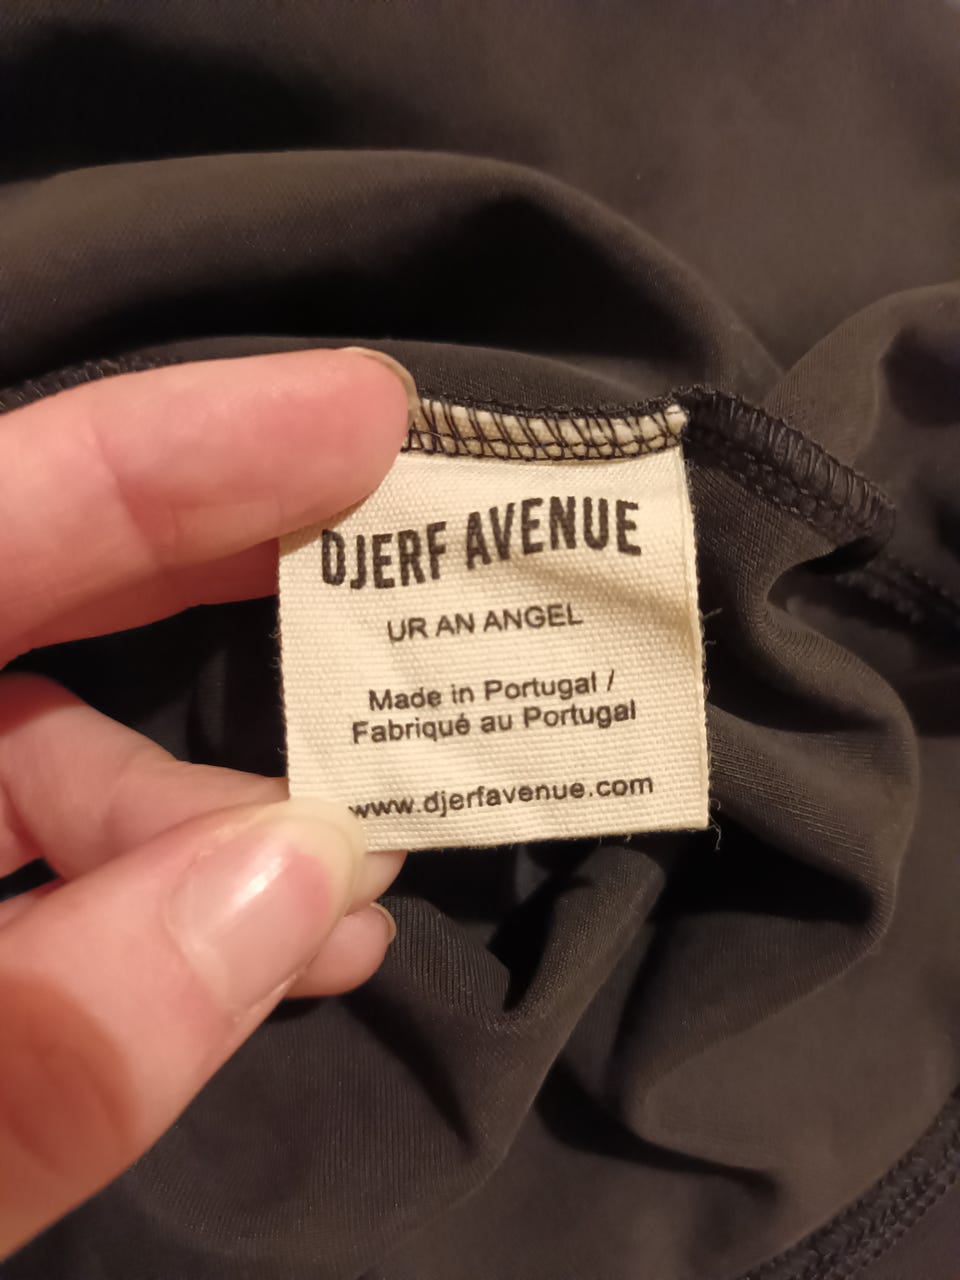 DJERF AVENUE
UR AN ANGEL
Made in Portugal /
Fabriqué au Portugal
www.djerfavenue.com